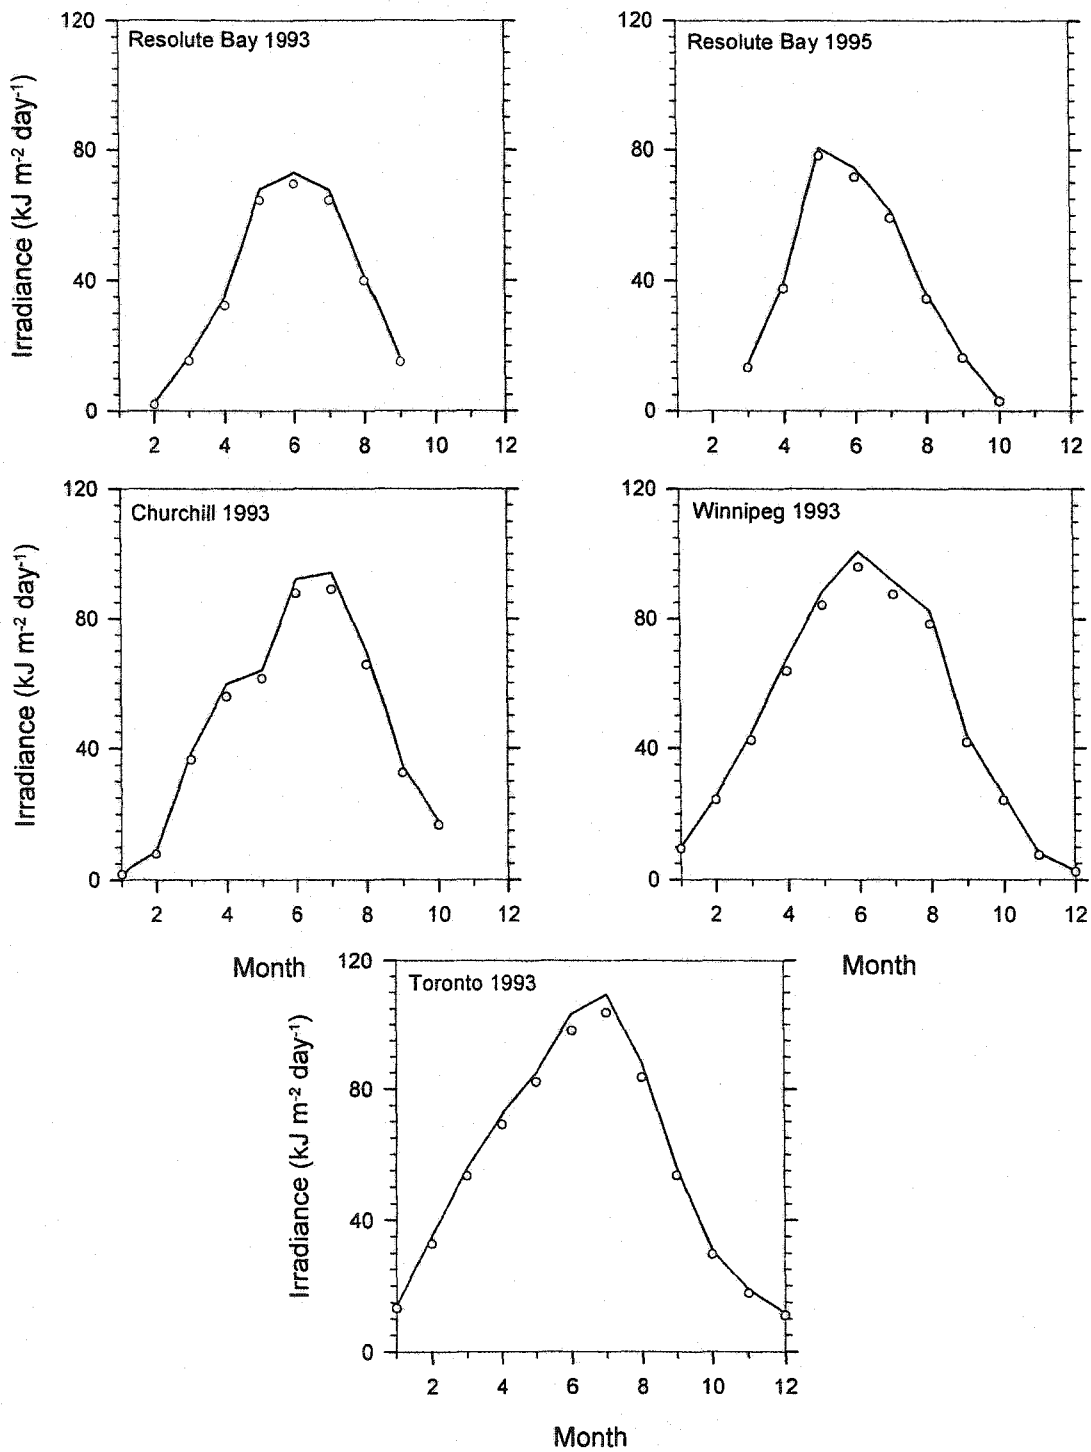 Resolute Bay 1993
Irradiance (kJ m⁻² day⁻¹)
120
80
40
0
2 4 6 8 10 12
Resolute Bay 1995
120
80
40
0
2 4 6 8 10 12
Churchill 1993
Irradiance (kJ m⁻² day⁻¹)
120
80
40
0
2 4 6 8 10 12
Month
Winnipeg 1993
120
80
40
0
2 4 6 8 10 12
Month
Toronto 1993
Irradiance (kJ m⁻² day⁻¹)
120
80
40
0
2 4 6 8 10 12
Month